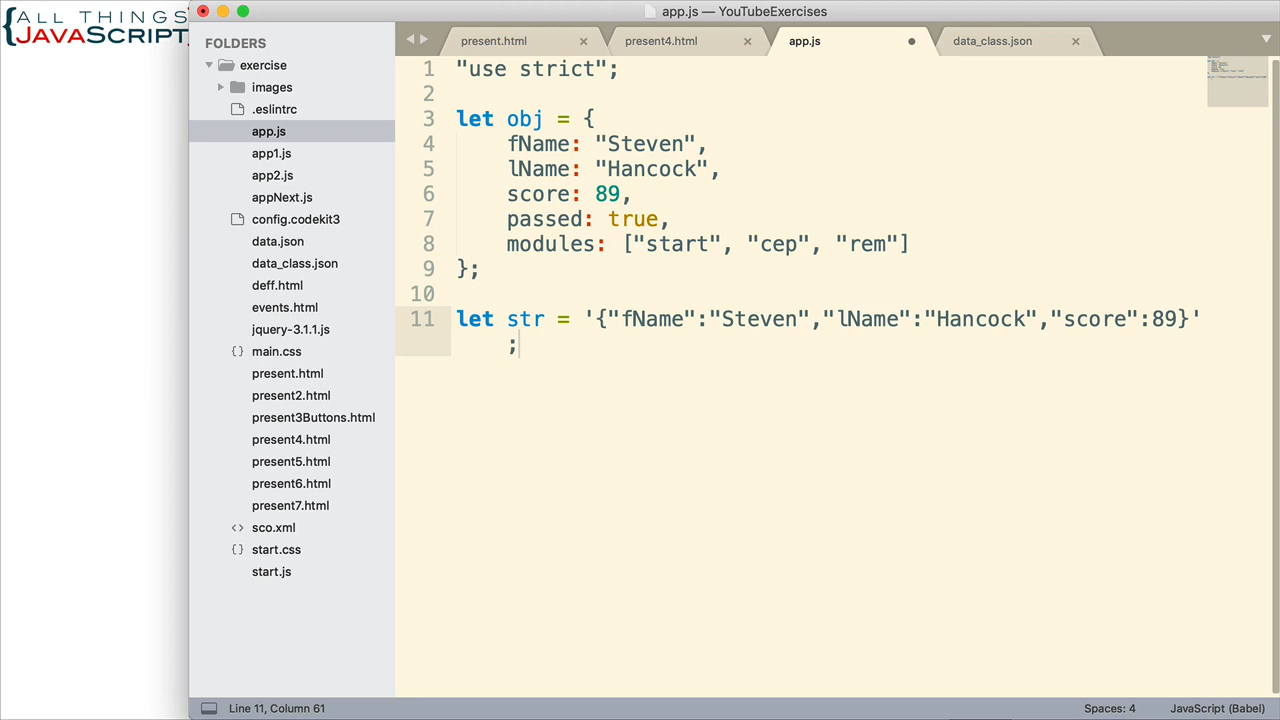 {ALL THINGS
JAVASCRIPT
app.js — YouTubeExercises
FOLDERS
exercise
images
.eslintrc
app.js
app1.js
app2.js
appNext.js
config.codekit3
data.json
data_class.json
deff.html
events.html
jquery-3.1.1.js
main.css
present.html
present2.html
present3Buttons.html
present4.html
present5.html
present6.html
present7.html
sco.xml
start.css
start.js
present.html
present4.html
app.js
data_class.json
1 "use strict";
2
3 let obj = {
4 fName: "Steven",
5 lName: "Hancock",
6 score: 89,
7 passed: true,
8 modules: ["start", "cep", "rem"]
9 };
10
11 let str = '{"fName":"Steven","lName":"Hancock","score":89}'
;
Line 11, Column 61
Spaces: 4
JavaScript (Babel)